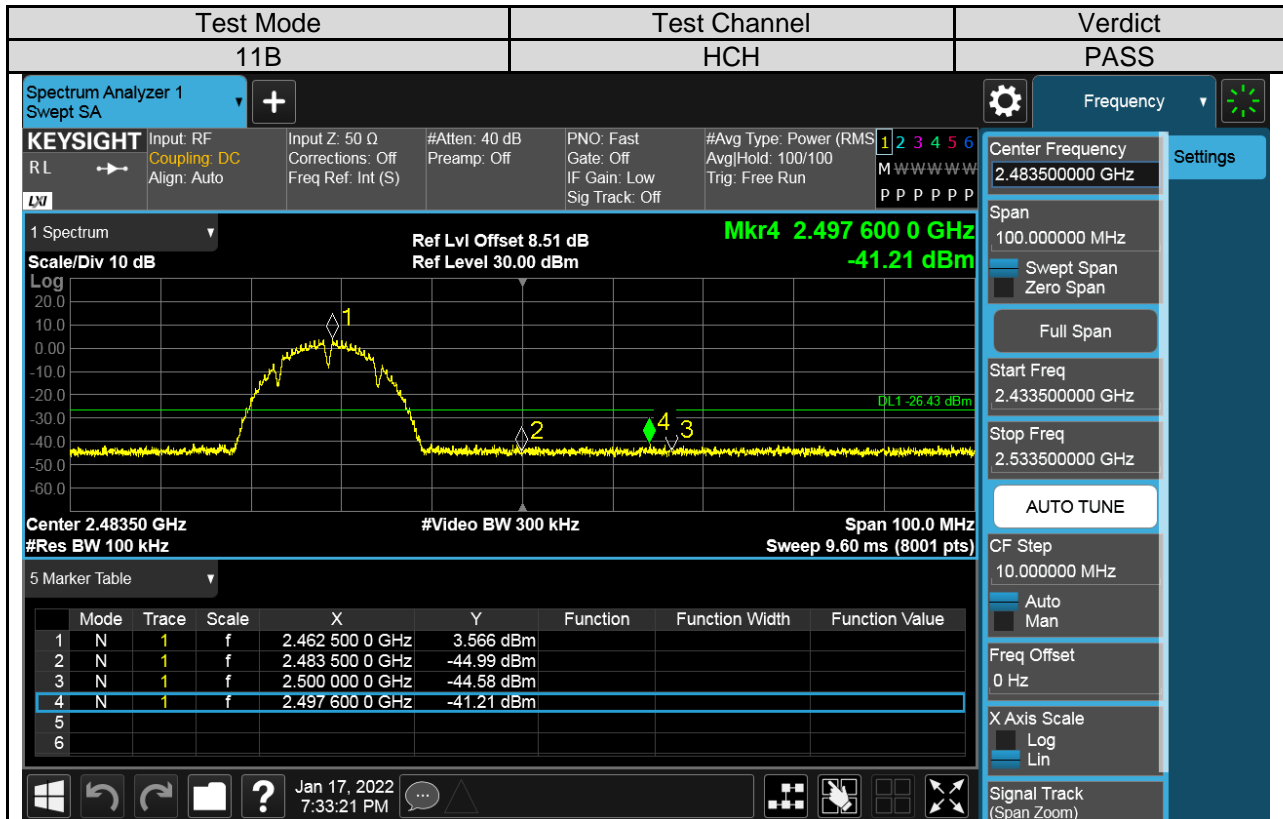 Test Mode Test Channel Verdict
11B HCH PASS
Spectrum Analyzer 1
Swept SA
Frequency
KEYSIGHT Input: RF Input Z: 50 Ω #Atten: 40 dB PNO: Fast #Avg Type: Power (RMS 1 2 3 4 5 6
RL Coupling: DC Corrections: Off Preamp: Off Gate: Off Avg|Hold: 100/100 M W W W W W
Align: Auto Freq Ref: Int (S) IF Gain: Low Trig: Free Run
LXI Sig Track: Off P P P P P P
1 Spectrum Ref Lvl Offset 8.51 dB Mkr4 2.497 600 0 GHz
Scale/Div 10 dB Ref Level 30.00 dBm -41.21 dBm
Log
20.0
10.0
0.00
-10.0
-20.0
-30.0
-40.0
-50.0
-60.0
1
DL1 -26.43 dBm
2
4
3
Center 2.48350 GHz #Video BW 300 kHz Span 100.0 MHz
#Res BW 100 kHz Sweep 9.60 ms (8001 pts)
5 Marker Table
Mode Trace Scale X Y Function Function Width Function Value
1 N 1 f 2.462 500 0 GHz 3.566 dBm
2 N 1 f 2.483 500 0 GHz -44.99 dBm
3 N 1 f 2.500 000 0 GHz -44.58 dBm
4 N 1 f 2.497 600 0 GHz -41.21 dBm
5
6
?
Jan 17, 2022
7:33:21 PM
Center Frequency
2.483500000 GHz
Settings
Span
100.000000 MHz
Swept Span
Zero Span
Full Span
Start Freq
2.433500000 GHz
Stop Freq
2.533500000 GHz
AUTO TUNE
CF Step
10.000000 MHz
Auto
Man
Freq Offset
0 Hz
X Axis Scale
Log
Lin
Signal Track
(Span Zoom)